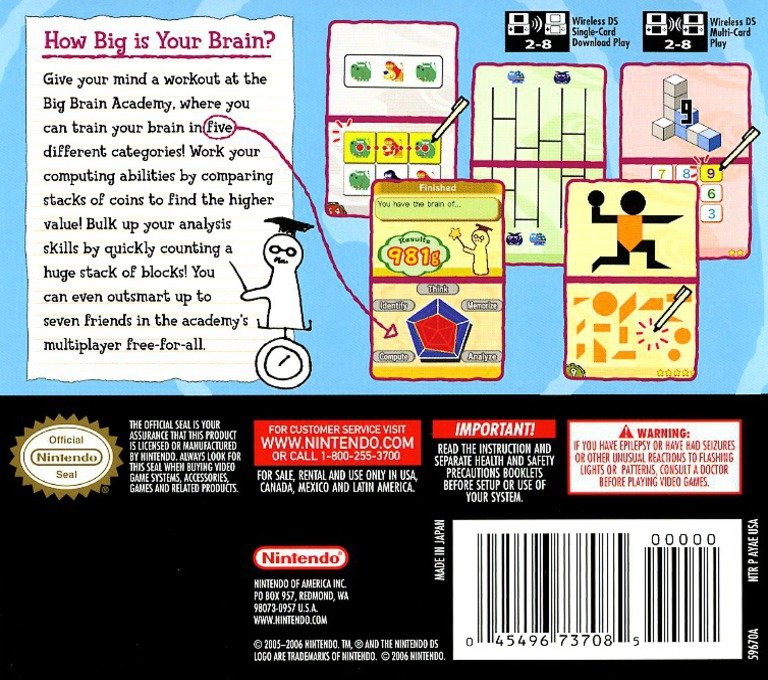 How Big is Your Brain?
Give your mind a workout at the
Big Brain Academy, where you
can train your brain in five
different categories! Work your
computing abilities by comparing
stacks of coins to find the higher
value! Bulk up your analysis
skills by quickly counting a
huge stack of blocks! You
can even outsmart up to
seven friends in the academy's
multiplayer free-for-all.
2-8
Wireless DS
Single-Card
Download Play
2-8
Wireless DS
Multi-Card
Play
9
7 8 9
6
3
Finished
You have the brain of...
Results
981g
Think
Identify
Memorize
Compute
Analyze
Official
Nintendo
Seal
THE OFFICIAL SEAL IS YOUR
ASSURANCE THAT THIS PRODUCT
IS LICENSED OR MANUFACTURED
BY NINTENDO. ALWAYS LOOK FOR
THIS SEAL WHEN BUYING VIDEO
GAME SYSTEMS, ACCESSORIES,
GAMES AND RELATED PRODUCTS.
FOR CUSTOMER SERVICE VISIT
WWW.NINTENDO.COM
OR CALL 1-800-255-3700
FOR SALE, RENTAL AND USE ONLY IN USA,
CANADA, MEXICO AND LATIN AMERICA.
IMPORTANT!
READ THE INSTRUCTION AND
SEPARATE HEALTH AND SAFETY
PRECAUTIONS BOOKLETS
BEFORE SETUP OR USE OF
YOUR SYSTEM.
WARNING:
IF YOU HAVE EPILEPSY OR HAVE HAD SEIZURES
OR OTHER UNUSUAL REACTIONS TO FLASHING
LIGHTS OR PATTERNS, CONSULT A DOCTOR
BEFORE PLAYING VIDEO GAMES.
Nintendo®
NINTENDO OF AMERICA INC.
PO BOX 957, REDMOND, WA
98073-0957 U.S.A.
WWW.NINTENDO.COM
© 2005–2006 NINTENDO. TM, ® AND THE NINTENDO DS
LOGO ARE TRADEMARKS OF NINTENDO. © 2006 NINTENDO.
MADE IN JAPAN
00000
0 45496 73708 5
NTR P AYAE USA
59670A